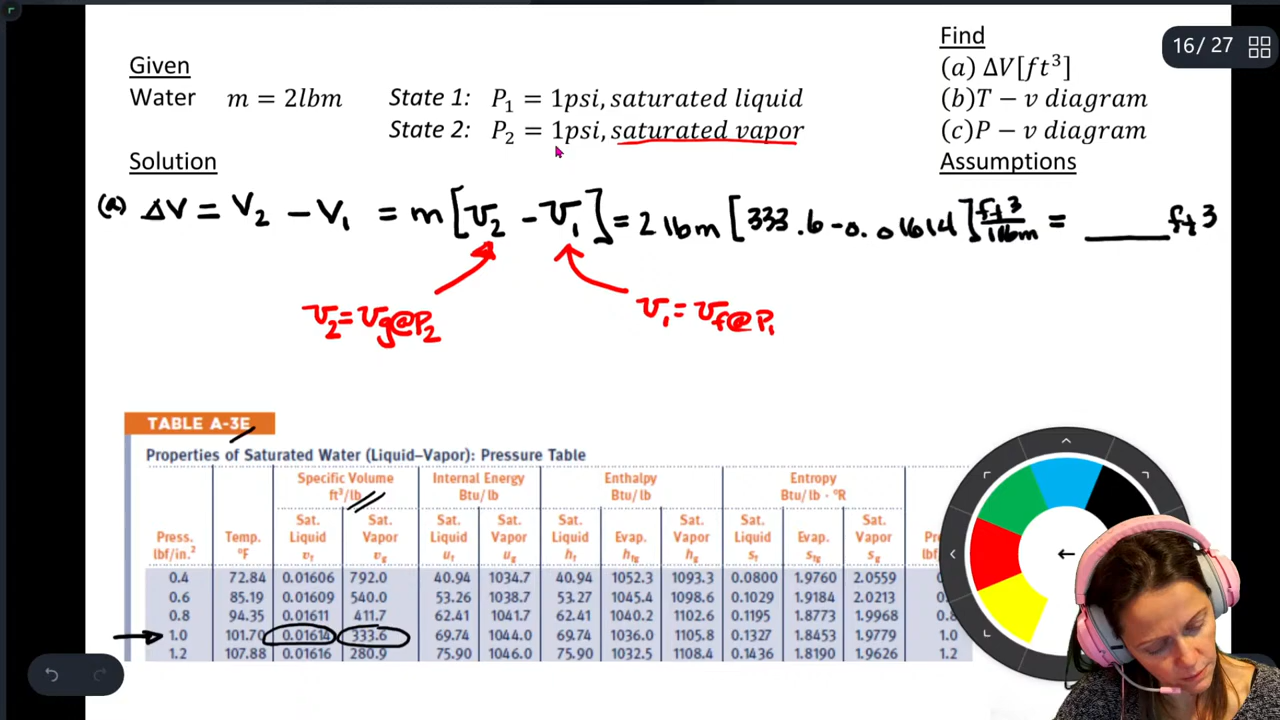 16 / 27
Given
Water m = 2lbm
State 1: P₁ = 1psi, saturated liquid
State 2: P₂ = 1psi, saturated vapor
Find
(a) ΔV[ft³]
(b)T − v diagram
(c)P − v diagram
Solution
Assumptions
(a) ΔV = V₂ − V₁ = m[v₂ − v₁] = 2 lbm [333.6 − 0.01614] ft³/lbm = ____ ft³
v₂ = vg@P₂
v₁ = vf@P₁
TABLE A-3E
Properties of Saturated Water (Liquid–Vapor): Pressure Table
Specific Volume Internal Energy Enthalpy Entropy
ft³/lb Btu/lb Btu/lb Btu/lb · °R
Sat. Sat. Sat. Sat. Sat. Sat. Sat. Sat.
Press. Temp. Liquid Vapor Liquid Vapor Liquid Evap. Vapor Liquid Evap. Vapor
lbf/in.² °F vf vg uf ug hf hfg hg sf sfg sg
0.4 72.84 0.01606 792.0 40.94 1034.7 40.94 1052.3 1093.3 0.0800 1.9760 2.0559
0.6 85.19 0.01609 540.0 53.26 1038.7 53.27 1045.4 1098.6 0.1029 1.9184 2.0213
0.8 94.35 0.01611 411.7 62.41 1041.7 62.41 1040.2 1102.6 0.1195 1.8773 1.9968
1.0 101.70 0.01614 333.6 69.74 1044.0 69.74 1036.0 1105.8 0.1327 1.8453 1.9779 1.0
1.2 107.88 0.01616 280.9 75.90 1046.0 75.90 1032.5 1108.4 0.1436 1.8190 1.9626 1.2